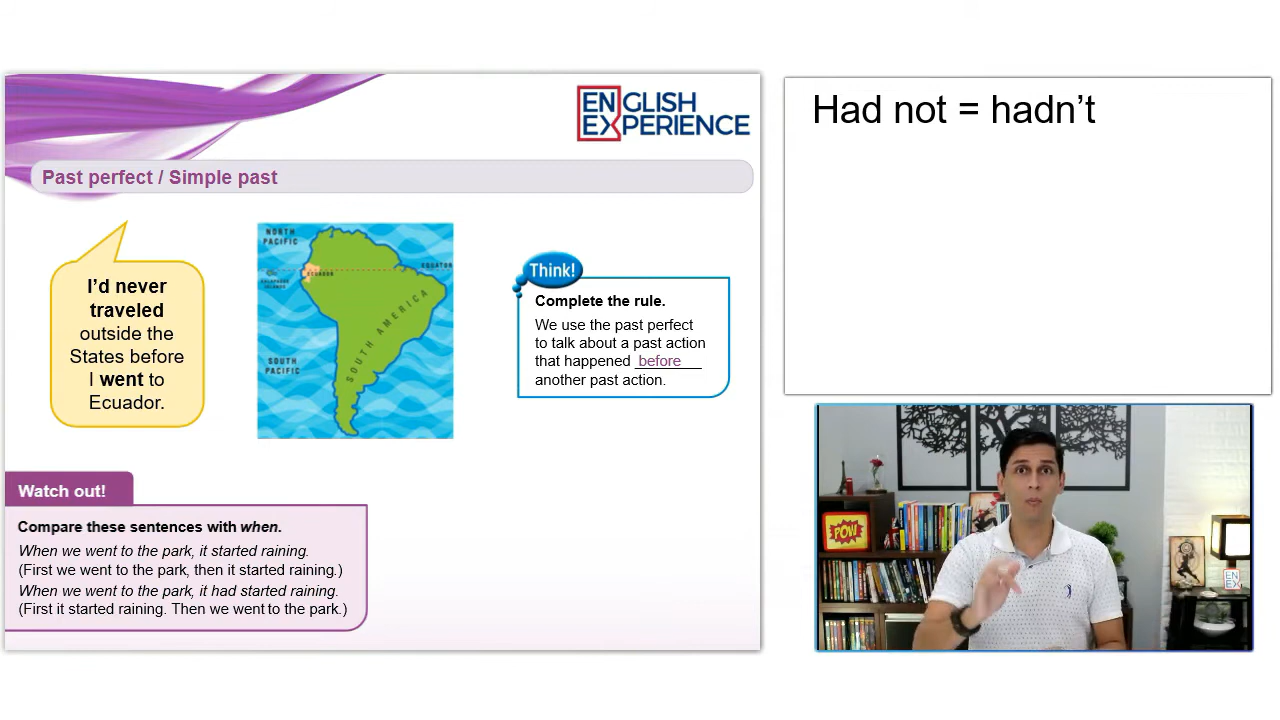 ENGLISH
EXPERIENCE
Past perfect / Simple past
I'd never
traveled
outside the
States before
I went to
Ecuador.
NORTH
PACIFIC
EQUATOR
ECUADOR
GALAPAGOS
ISLANDS
SOUTH AMERICA
SOUTH
PACIFIC
Think!
Complete the rule.
We use the past perfect
to talk about a past action
that happened before
another past action.
Watch out!
Compare these sentences with when.
When we went to the park, it started raining.
(First we went to the park, then it started raining.)
When we went to the park, it had started raining.
(First it started raining. Then we went to the park.)
Had not = hadn’t
POW!
EN
EX